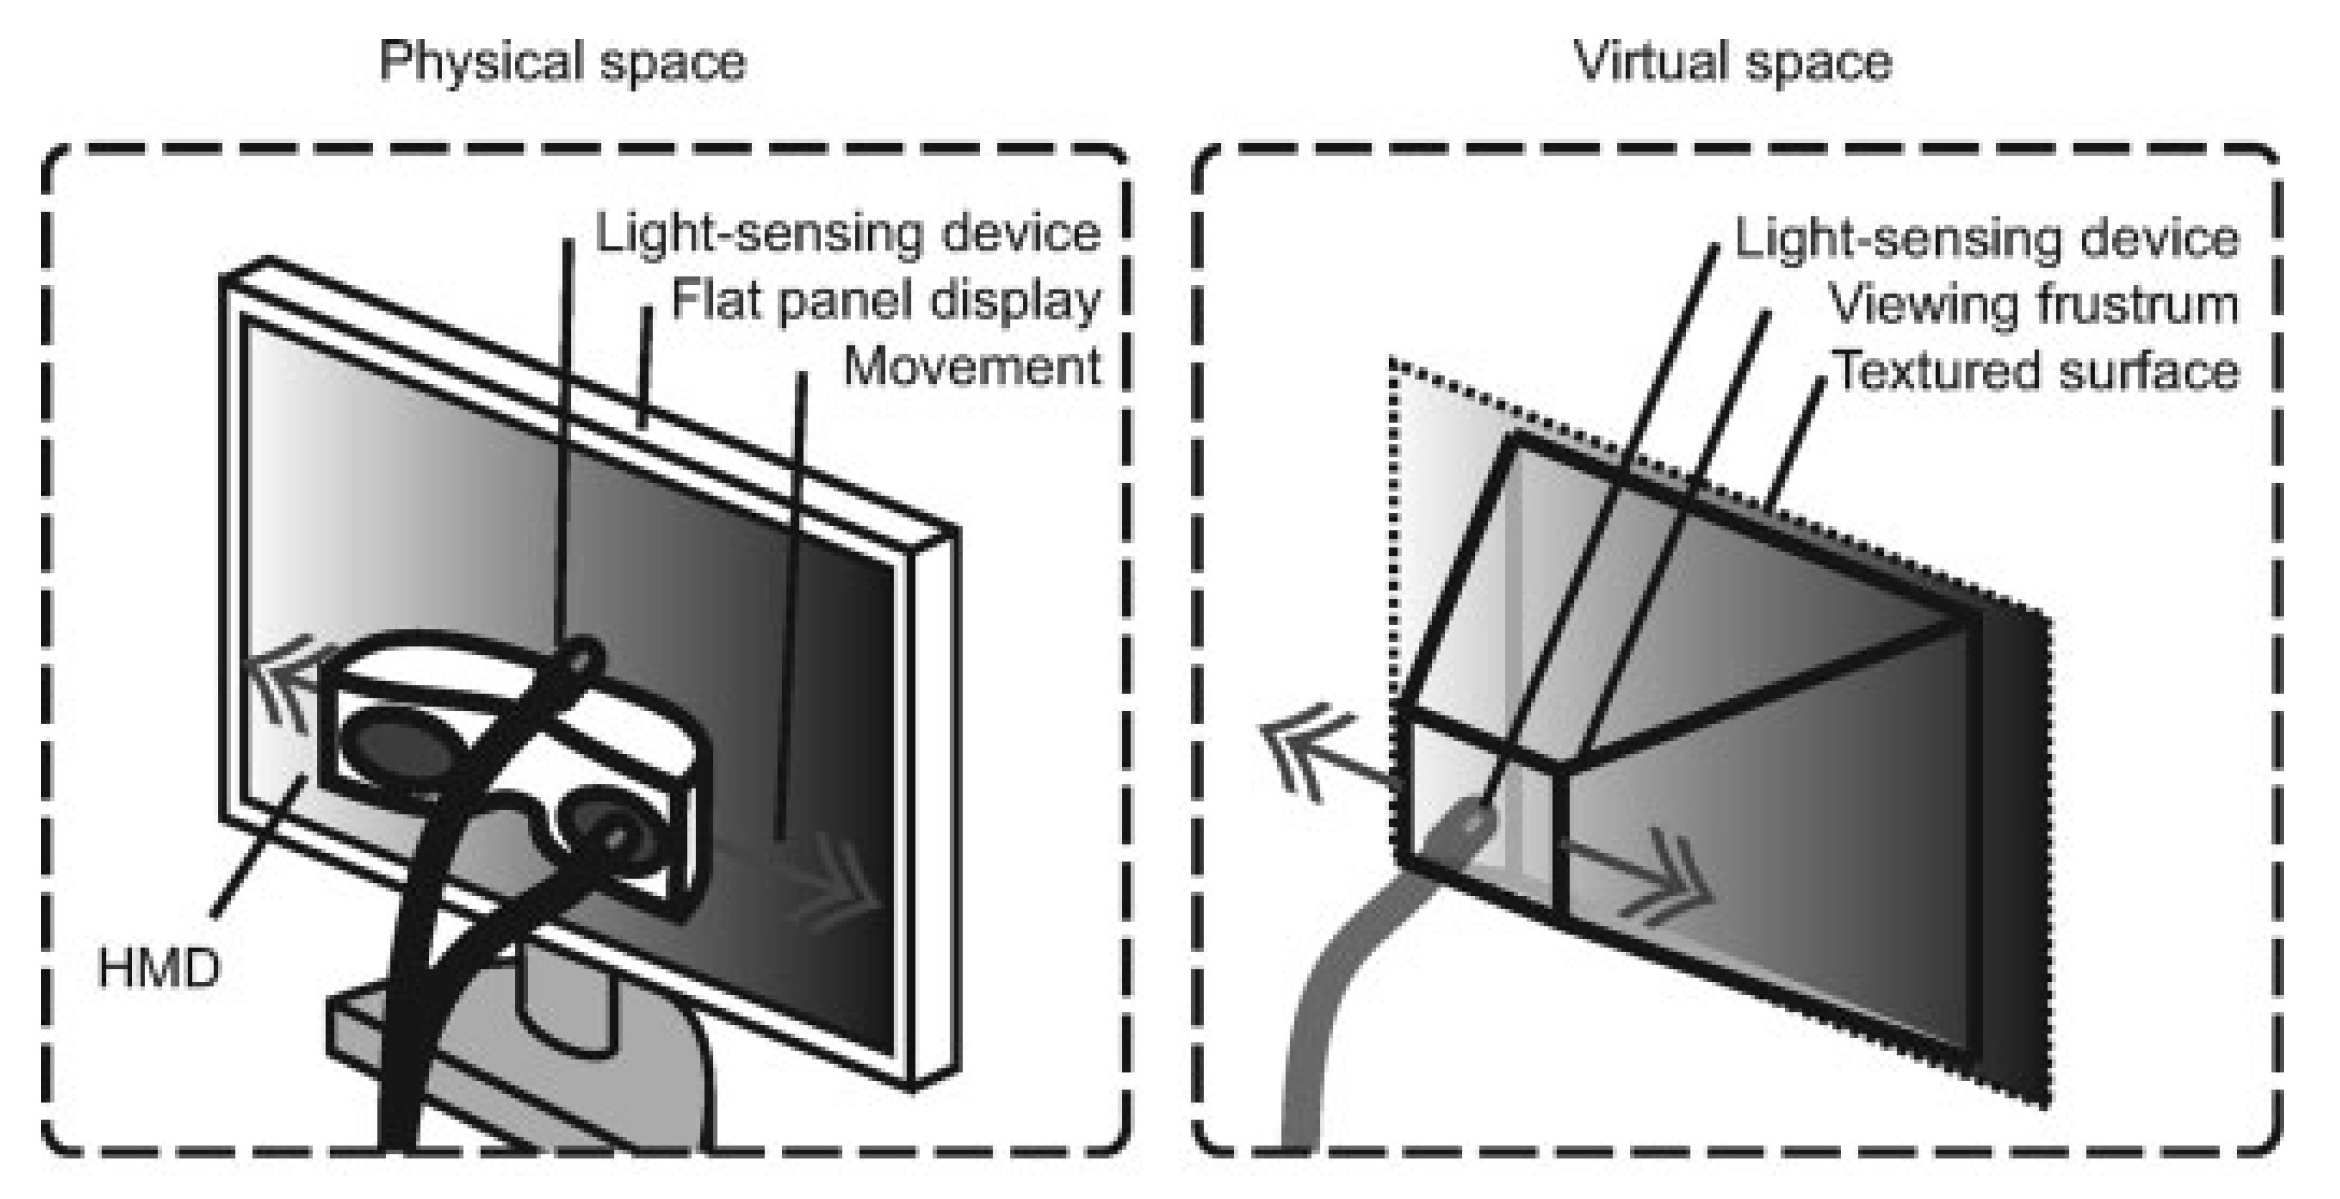 Physical space
Light-sensing device
Flat panel display
Movement
HMD
Virtual space
Light-sensing device
Viewing frustrum
Textured surface